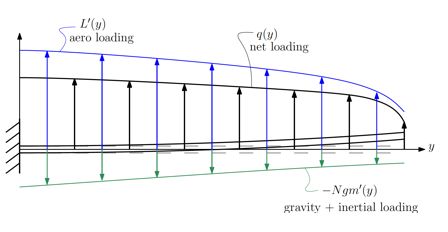 L′(y)
aero loading
q(y)
net loading
y
−Ngm′(y)
gravity + inertial loading